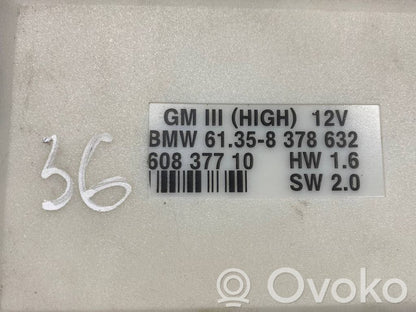 GM III (HIGH) 12V
BMW 61.35-8 378 632
608 377 10 HW 1.6
SW 2.0
36
Ovoko